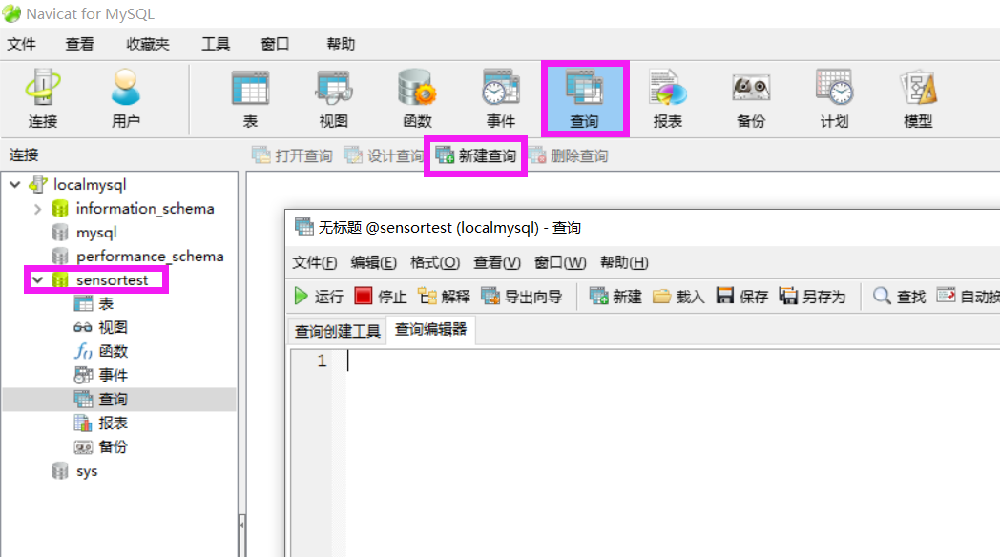 Navicat for MySQL
文件 查看 收藏夹 工具 窗口 帮助
连接 用户 表 视图 函数 事件 查询 报表 备份 计划 模型
连接 打开查询 设计查询 新建查询 删除查询
localmysql
information_schema
mysql
performance_schema
sensortest
表
视图
函数
事件
查询
报表
备份
sys
无标题 @sensortest (localmysql) - 查询
文件(F) 编辑(E) 格式(O) 查看(V) 窗口(W) 帮助(H)
运行 停止 解释 导出向导 新建 载入 保存 另存为 查找 自动换
查询创建工具 查询编辑器
1